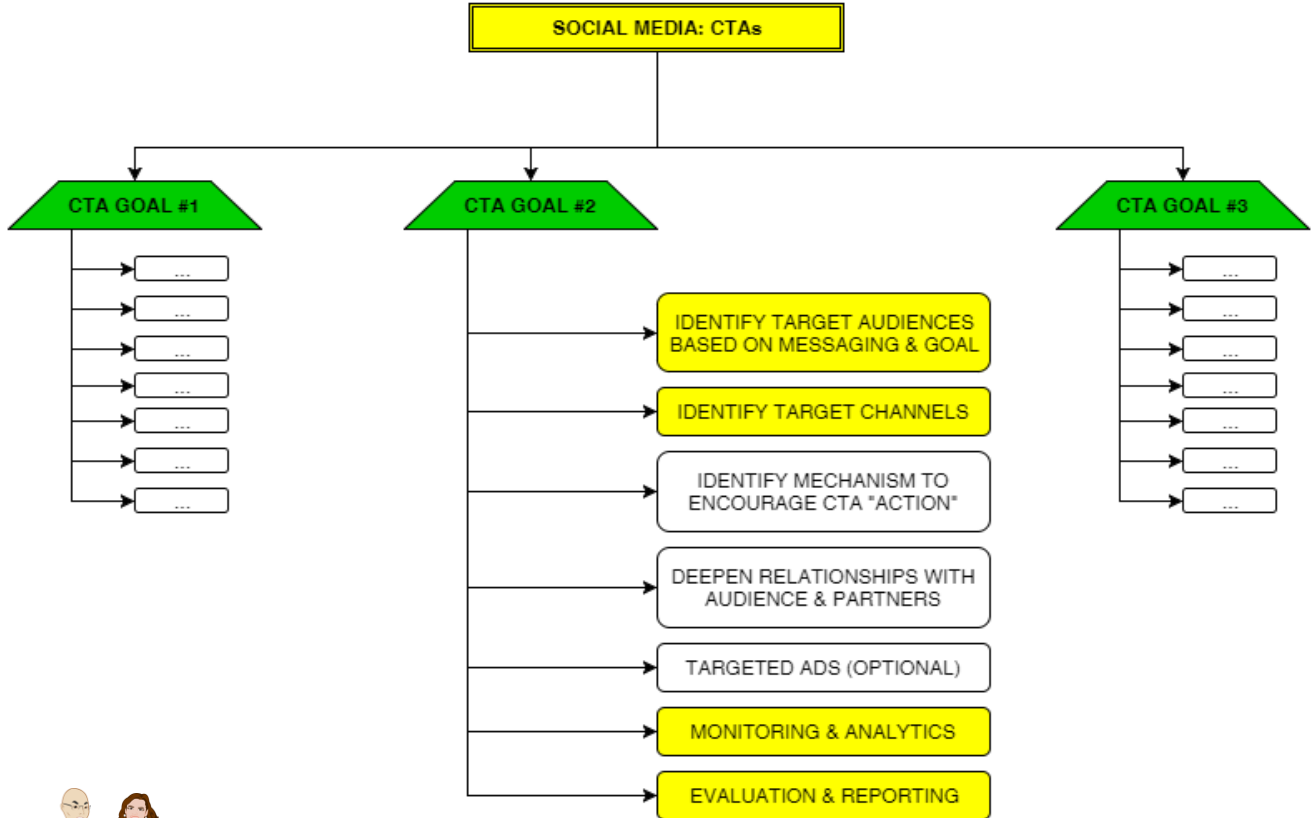 SOCIAL MEDIA: CTAs
CTA GOAL #1
CTA GOAL #2
CTA GOAL #3
...
...
...
...
...
...
...
IDENTIFY TARGET AUDIENCES
BASED ON MESSAGING & GOAL
IDENTIFY TARGET CHANNELS
IDENTIFY MECHANISM TO
ENCOURAGE CTA "ACTION"
DEEPEN RELATIONSHIPS WITH
AUDIENCE & PARTNERS
TARGETED ADS (OPTIONAL)
MONITORING & ANALYTICS
EVALUATION & REPORTING
...
...
...
...
...
...
...